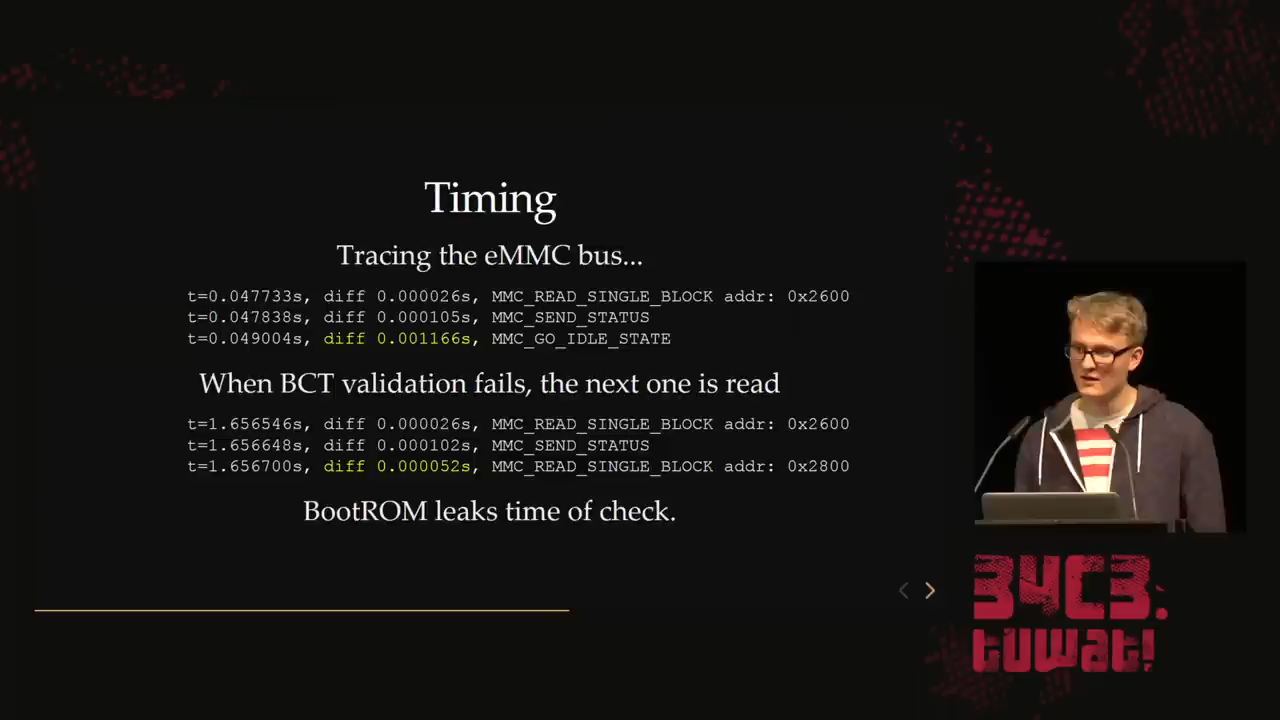 Timing
Tracing the eMMC bus...
t=0.047733s, diff 0.000026s, MMC_READ_SINGLE_BLOCK addr: 0x2600
t=0.047838s, diff 0.000105s, MMC_SEND_STATUS
t=0.049004s, diff 0.001166s, MMC_GO_IDLE_STATE
When BCT validation fails, the next one is read
t=1.656546s, diff 0.000026s, MMC_READ_SINGLE_BLOCK addr: 0x2600
t=1.656648s, diff 0.000102s, MMC_SEND_STATUS
t=1.656700s, diff 0.000052s, MMC_READ_SINGLE_BLOCK addr: 0x2800
BootROM leaks time of check.
34C3:
tuwat!